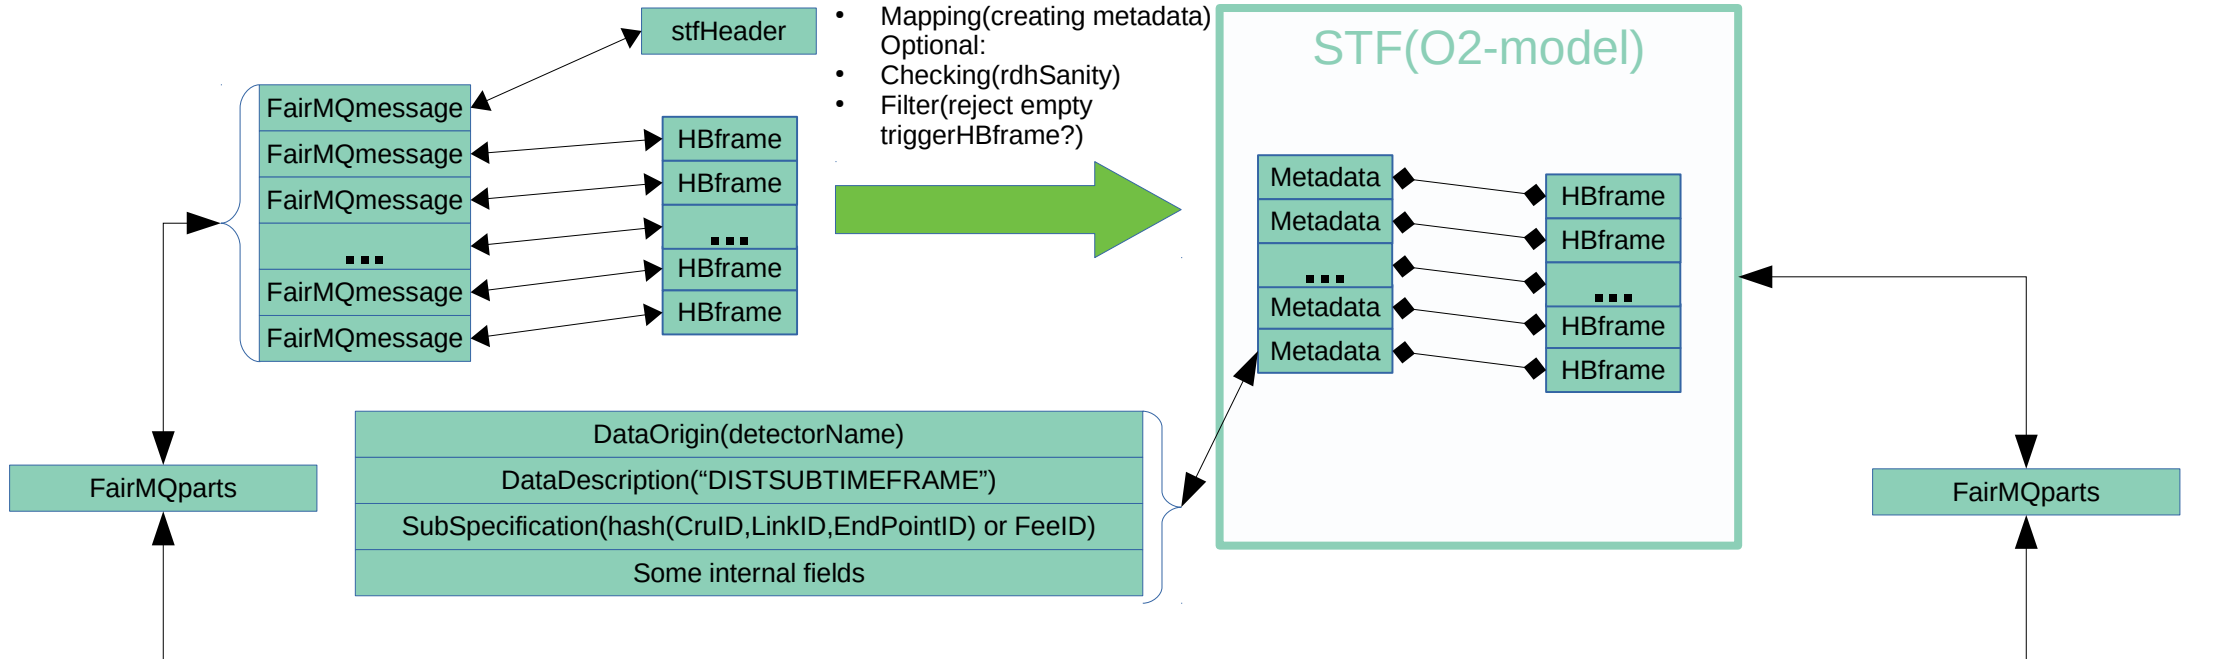 stfHeader
FairMQmessage
FairMQmessage
FairMQmessage
...
FairMQmessage
FairMQmessage
HBframe
HBframe
...
HBframe
HBframe
• Mapping(creating metadata)
Optional:
• Checking(rdhSanity)
• Filter(reject empty
triggerHBframe?)
STF(O2-model)
Metadata
Metadata
...
Metadata
Metadata
HBframe
HBframe
...
HBframe
HBframe
DataOrigin(detectorName)
DataDescription(“DISTSUBTIMEFRAME”)
SubSpecification(hash(CruID,LinkID,EndPointID) or FeeID)
Some internal fields
FairMQparts
FairMQparts